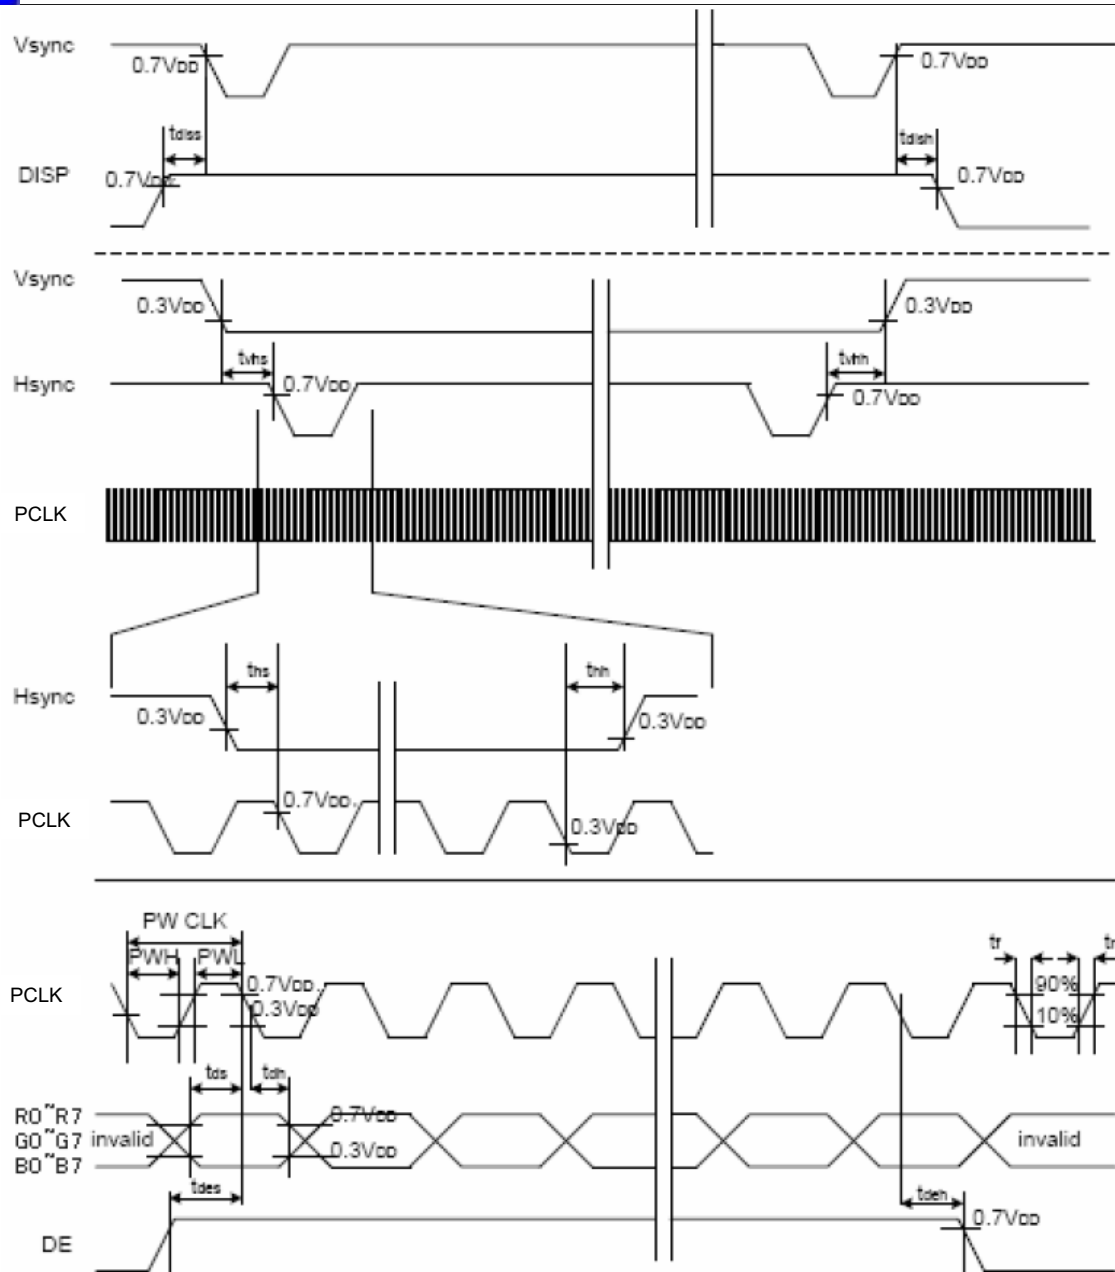 Vsync
0.7VDD
0.7VDD
tdiss
tdish
DISP
0.7VDD
0.7VDD
Vsync
0.3VDD
0.3VDD
tvhs
tvhh
Hsync
0.7VDD
0.7VDD
PCLK
ths
thh
Hsync
0.3VDD
0.3VDD
0.7VDD.
PCLK
0.3VDD
PW CLK
PWH PWL
tf
PCLK
0.7VDD.
0.3VDD
90%
10%
tds
tdh
R0~R7
G0~G7 invalid
B0~B7
0.7VDD
0.3VDD
invalid
tdes
tdeh
0.7VDD
DE